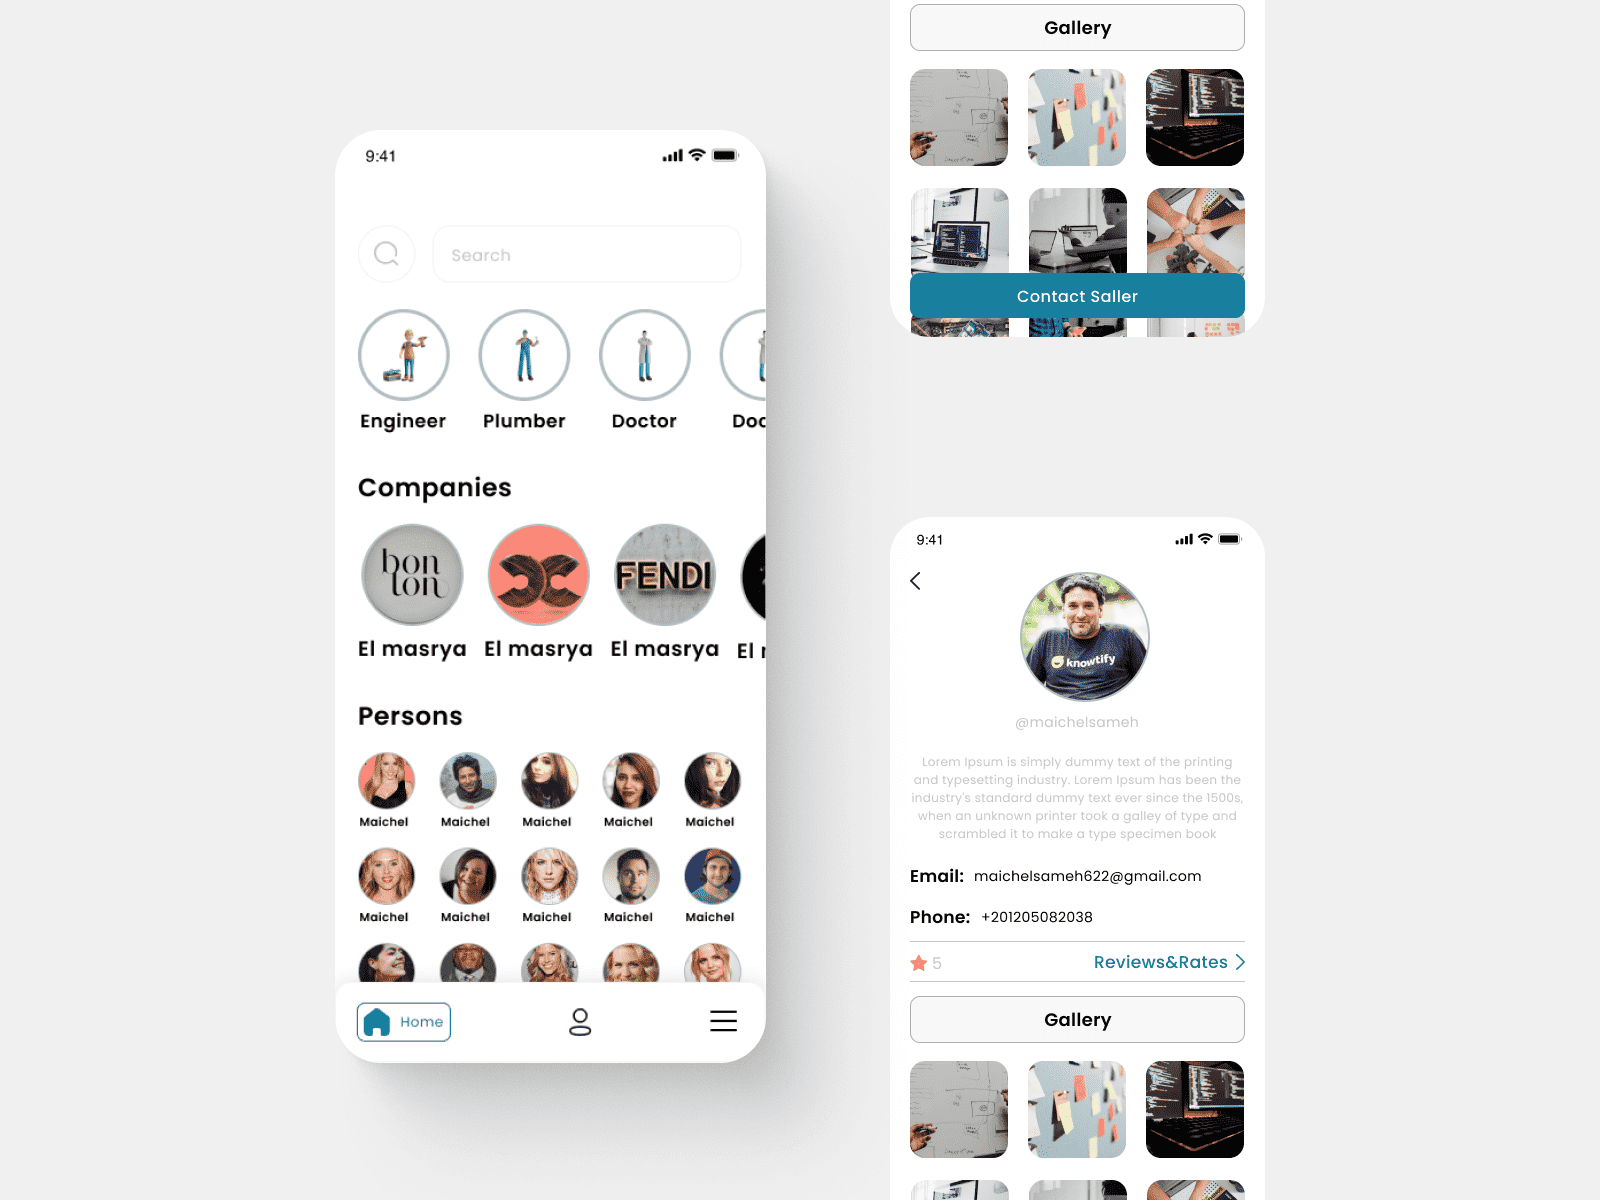 9:41
Search
Engineer
Plumber
Doctor
Doc
Companies
bon
ton
FENDI
El masrya
El masrya
El masrya
El
Persons
Maichel
Maichel
Maichel
Maichel
Maichel
Maichel
Maichel
Maichel
Maichel
Maichel
Home
Gallery
Contact Saller
9:41
knowtify
@maichelsameh
Lorem Ipsum is simply dummy text of the printing
and typesetting industry. Lorem Ipsum has been the
industry's standard dummy text ever since the 1500s,
when an unknown printer took a galley of type and
scrambled it to make a type specimen book
Email: maichelsameh622@gmail.com
Phone: +201205082038
5
Reviews&Rates
Gallery